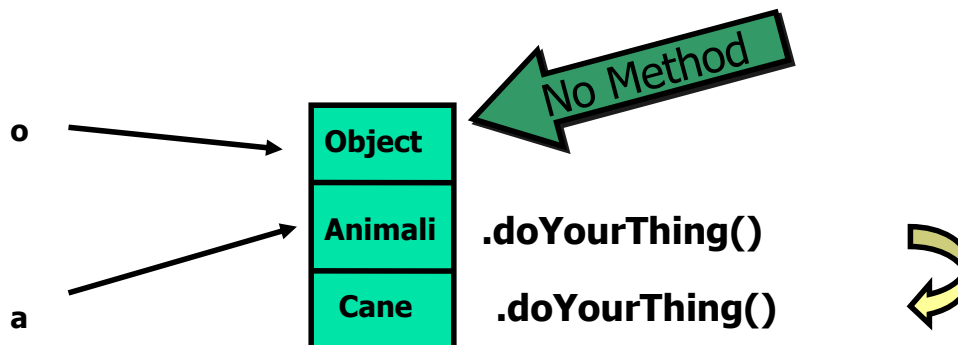 No Method
o
Object
Animali .doYourThing()
a
Cane .doYourThing()